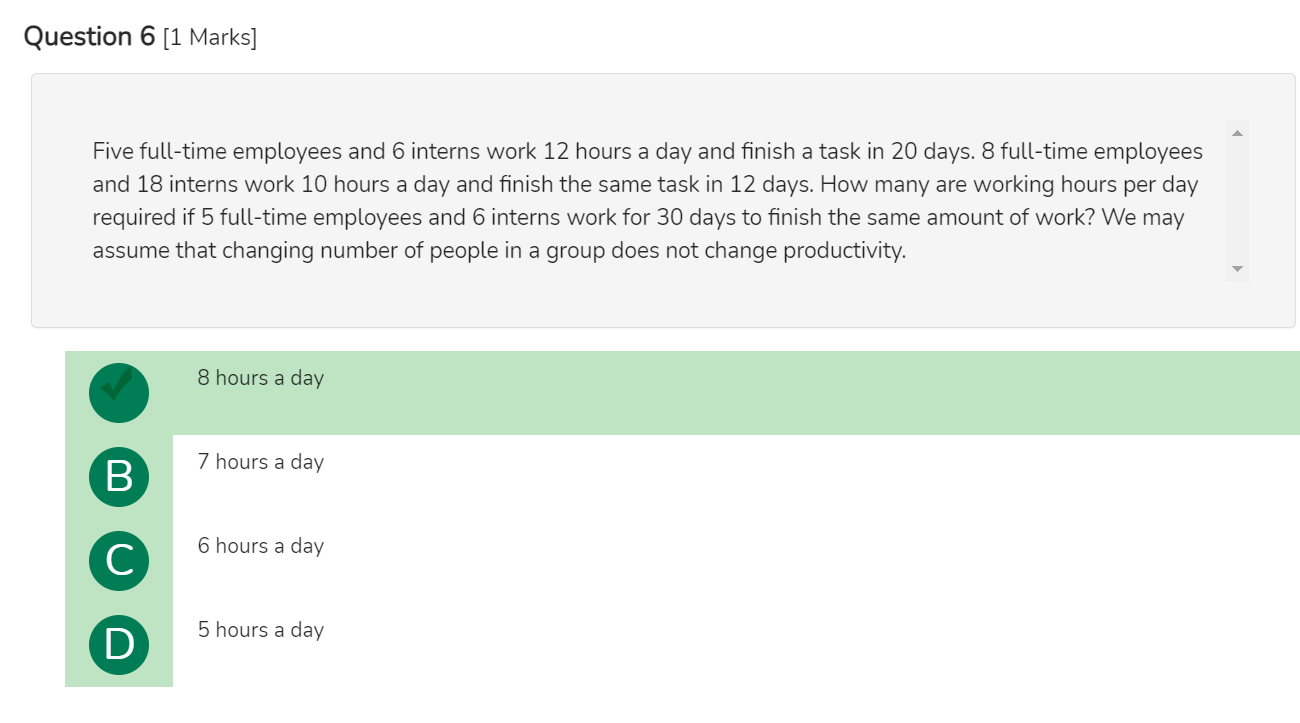 Question 6 [1 Marks]
Five full-time employees and 6 interns work 12 hours a day and finish a task in 20 days. 8 full-time employees
and 18 interns work 10 hours a day and finish the same task in 12 days. How many are working hours per day
required if 5 full-time employees and 6 interns work for 30 days to finish the same amount of work? We may
assume that changing number of people in a group does not change productivity.
8 hours a day
B 7 hours a day
C 6 hours a day
D 5 hours a day